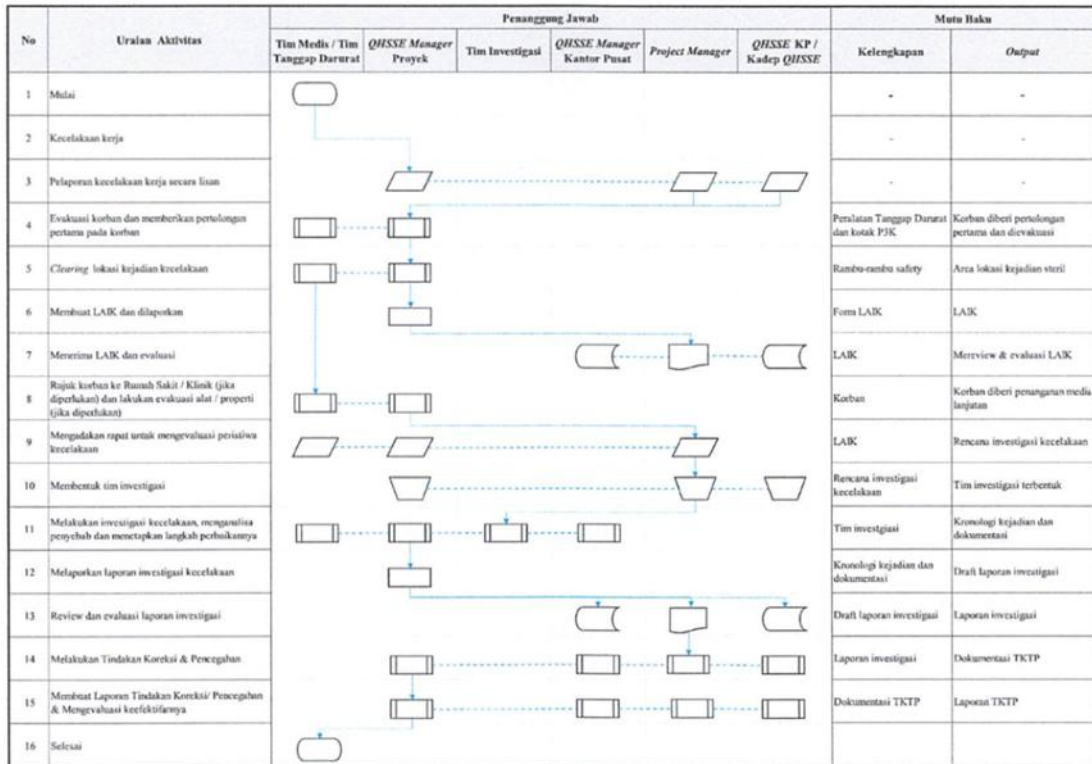 No
Uraian Aktivitas
Penanggung Jawab
Mutu Baku
Tim Medis / Tim
Tanggap Darurat
QHSSE Manager
Proyek
Tim Investigasi
QHSSE Manager
Kantor Pusat
Project Manager
QHSSE KP /
Kadep QHSSE
Kelengkapan
Output
1 Mulai - -
2 Kecelakaan kerja - -
3 Pelaporan kecelakaan kerja secara lisan - -
4 Evakuasi korban dan memberikan pertolongan
pertama pada korban
Peralatan Tanggap Darurat
dan kotak P3K
Korban diberi pertolongan
pertama dan dievakuasi
5 Clearing lokasi kejadian kecelakaan Rambu-rambu safety Area lokasi kejadian steril
6 Membuat LAIK dan dilaporkan Form LAIK LAIK
7 Menerima LAIK dan evaluasi LAIK Mereview & evaluasi LAIK
8 Rujuk korban ke Rumah Sakit / Klinik (jika
diperlukan) dan lakukan evakuasi alat / properti
(jika diperlukan)
Korban
Korban diberi penanganan medis
lanjutan
9 Mengadakan rapat untuk mengevaluasi peristiwa
kecelakaan
LAIK Rencana investigasi kecelakaan
10 Membentuk tim investigasi
Rencana investigasi
kecelakaan
Tim investigasi terbentuk
11 Melakukan investigasi kecelakaan, menganalisa
penyebab dan menetapkan langkah perbaikannya
Tim investgiasi
Kronologi kejadian dan
dokumentasi
12 Melaporkan laporan investigasi kecelakaan
Kronologi kejadian dan
dokumentasi
Draft laporan investigasi
13 Review dan evaluasi laporan investigasi Draft laporan investigasi Laporan investigasi
14 Melakukan Tindakan Koreksi & Pencegahan Laporan investigasi Dokumentasi TKTP
15 Membuat Laporan Tindakan Koreksi/ Pencegahan
& Mengevaluasi keefektifannya
Dokumentasi TKTP Laporan TKTP
16 Selesai